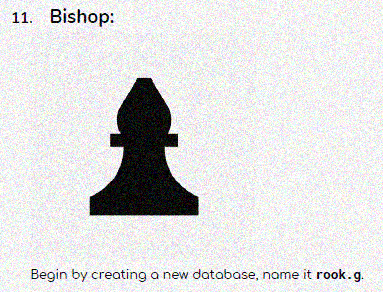 11. Bishop:
Begin by creating a new database, name it rook.g.